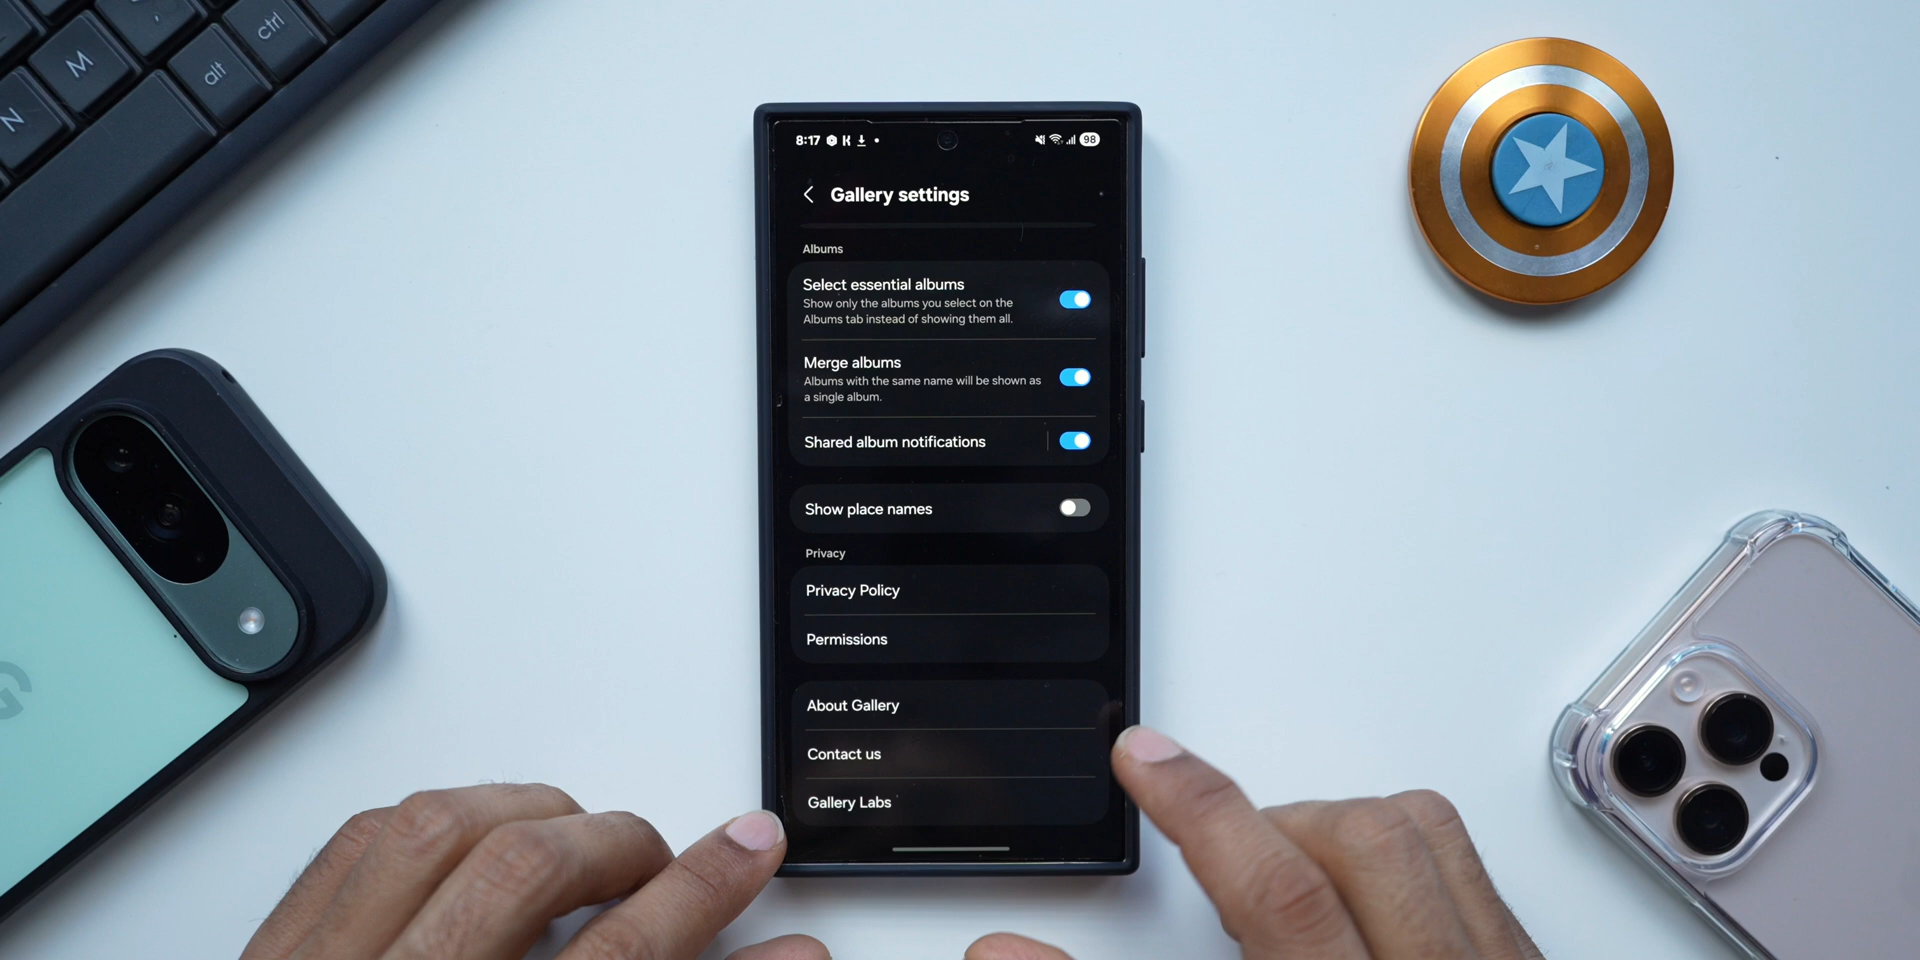 M
N
alt
ctrl
8:17
98
Gallery settings
Albums
Select essential albums
Show only the albums you select on the
Albums tab instead of showing them all.
Merge albums
Albums with the same name will be shown as
a single album.
Shared album notifications
Show place names
Privacy
Privacy Policy
Permissions
About Gallery
Contact us
Gallery Labs
G